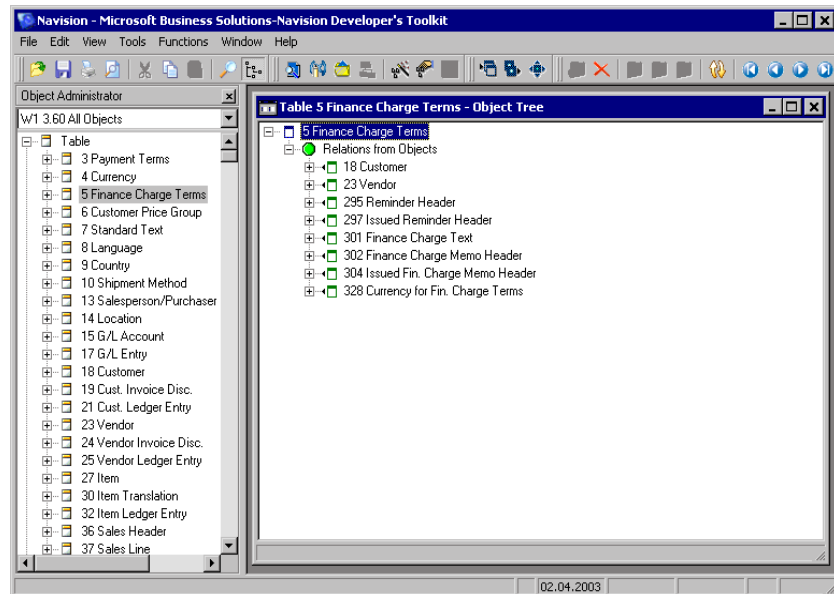 Navision - Microsoft Business Solutions-Navision Developer's Toolkit
File Edit View Tools Functions Window Help
Object Administrator
W1 3.60 All Objects
Table
3 Payment Terms
4 Currency
5 Finance Charge Terms
6 Customer Price Group
7 Standard Text
8 Language
9 Country
10 Shipment Method
13 Salesperson/Purchaser
14 Location
15 G/L Account
17 G/L Entry
18 Customer
19 Cust. Invoice Disc.
21 Cust. Ledger Entry
23 Vendor
24 Vendor Invoice Disc.
25 Vendor Ledger Entry
27 Item
30 Item Translation
32 Item Ledger Entry
36 Sales Header
37 Sales Line
Table 5 Finance Charge Terms - Object Tree
5 Finance Charge Terms
Relations from Objects
18 Customer
23 Vendor
295 Reminder Header
297 Issued Reminder Header
301 Finance Charge Text
302 Finance Charge Memo Header
304 Issued Fin. Charge Memo Header
328 Currency for Fin. Charge Terms
02.04.2003